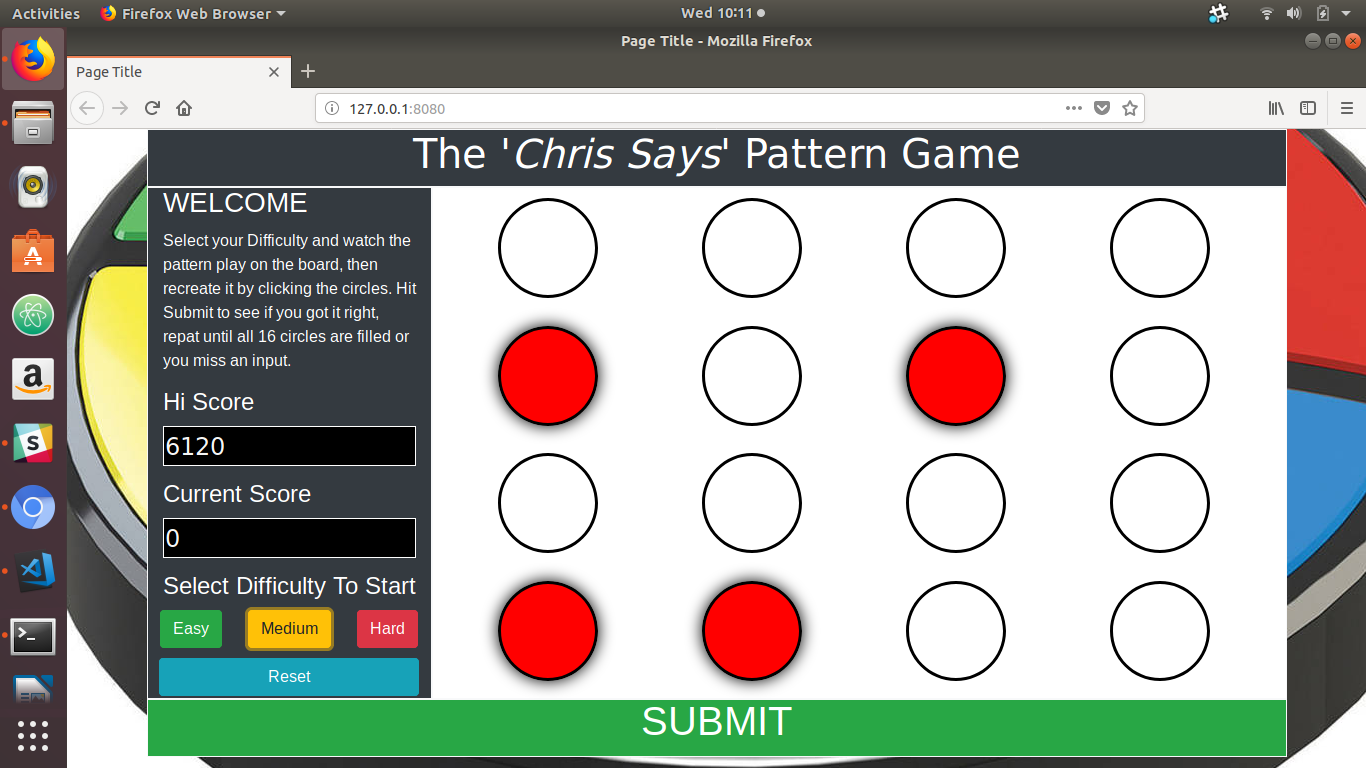 Activities Firefox Web Browser Wed 10:11
Page Title - Mozilla Firefox
Page Title
127.0.0.1:8080
The 'Chris Says' Pattern Game
WELCOME
Select your Difficulty and watch the
pattern play on the board, then
recreate it by clicking the circles. Hit
Submit to see if you got it right,
repat until all 16 circles are filled or
you miss an input.
Hi Score
6120
Current Score
0
Select Difficulty To Start
Easy Medium Hard
Reset
SUBMIT